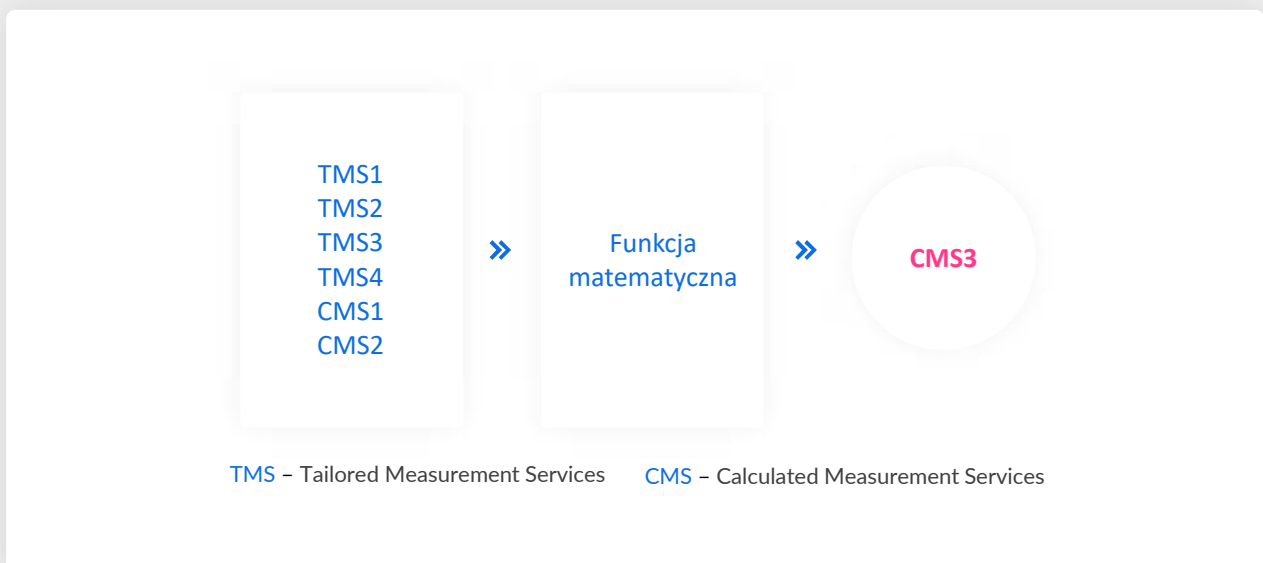 TMS1
TMS2
TMS3
TMS4
CMS1
CMS2
Funkcja
matematyczna
CMS3
TMS – Tailored Measurement Services
CMS – Calculated Measurement Services